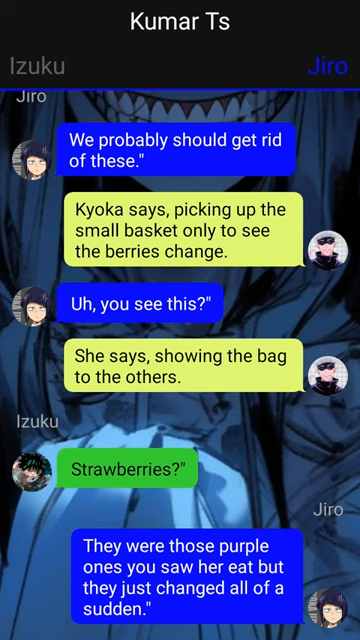 Kumar Ts
Izuku
Jiro
Jiro
We probably should get rid
of these."
Kyoka says, picking up the
small basket only to see
the berries change.
Uh, you see this?"
She says, showing the bag
to the others.
Izuku
Strawberries?"
Jiro
They were those purple
ones you saw her eat but
they just changed all of a
sudden."